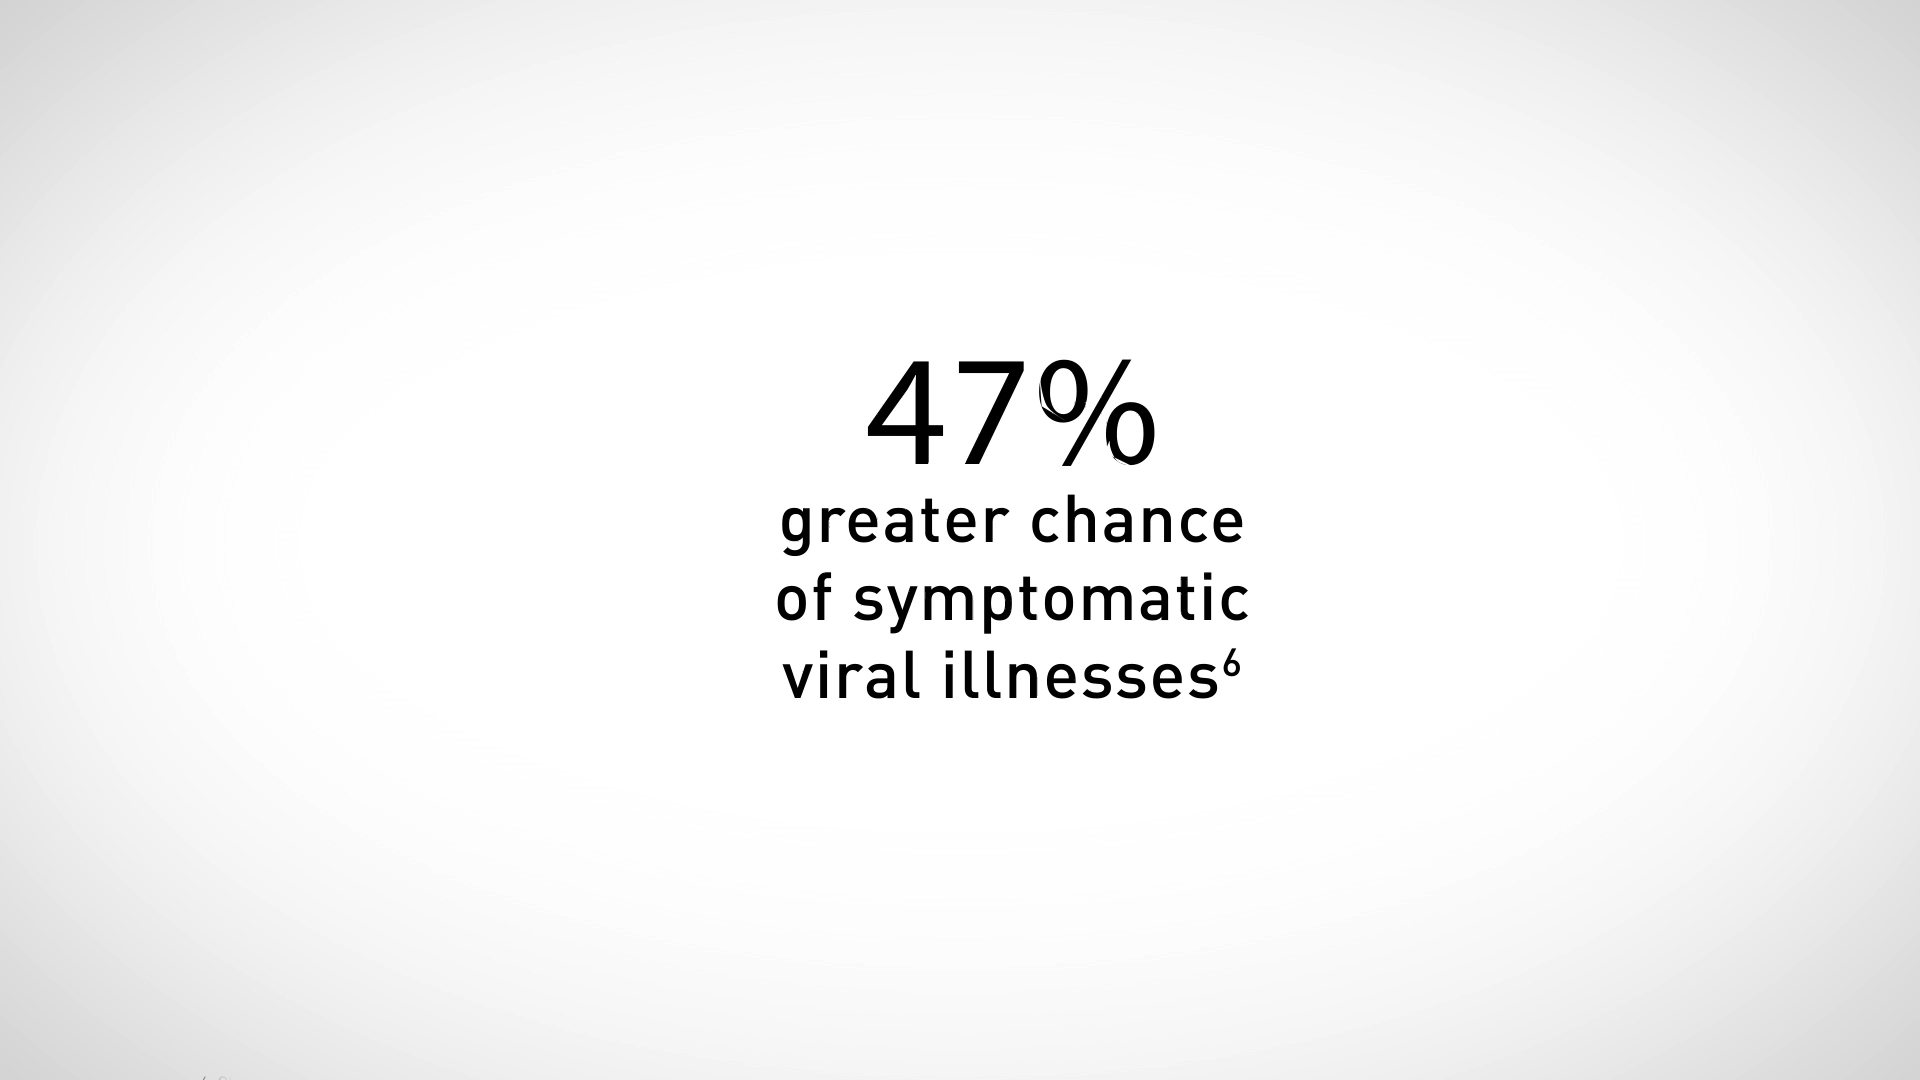 47%
greater chance
of symptomatic
viral illnesses⁶